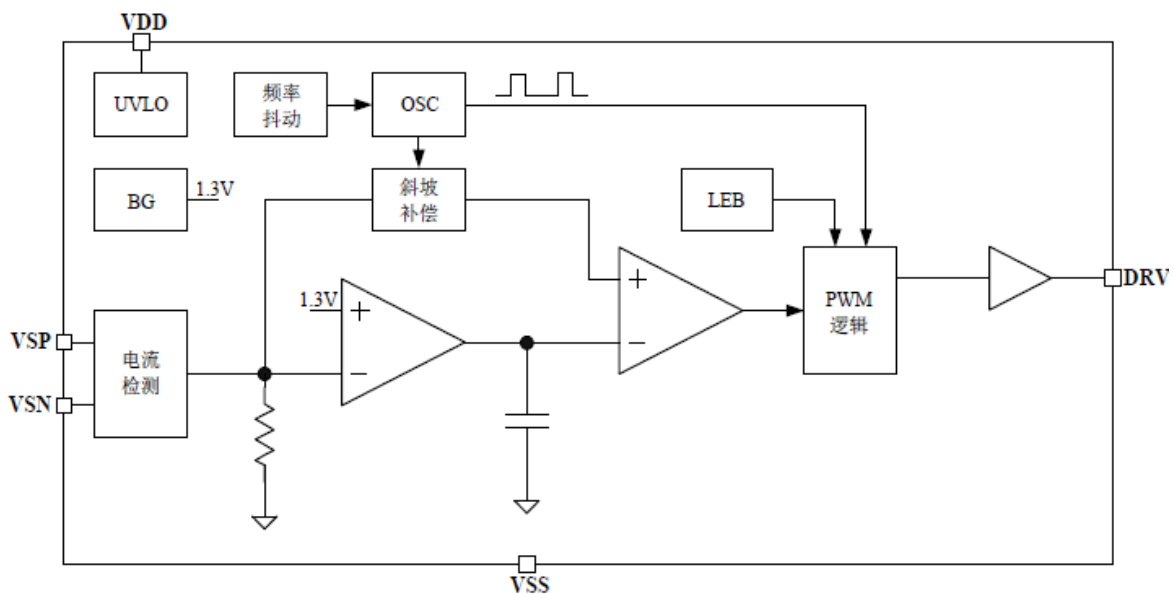 VDD
UVLO
频率
抖动
OSC
BG
1.3V
斜坡
补偿
LEB
1.3V
+
−
+
−
PWM
逻辑
DRV
VSP
VSN
电流
检测
VSS